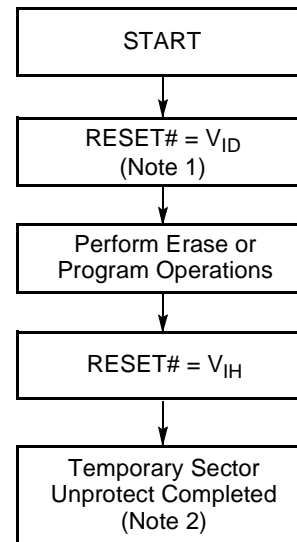 START
RESET# = V_ID
(Note 1)
Perform Erase or
Program Operations
RESET# = V_IH
Temporary Sector
Unprotect Completed
(Note 2)